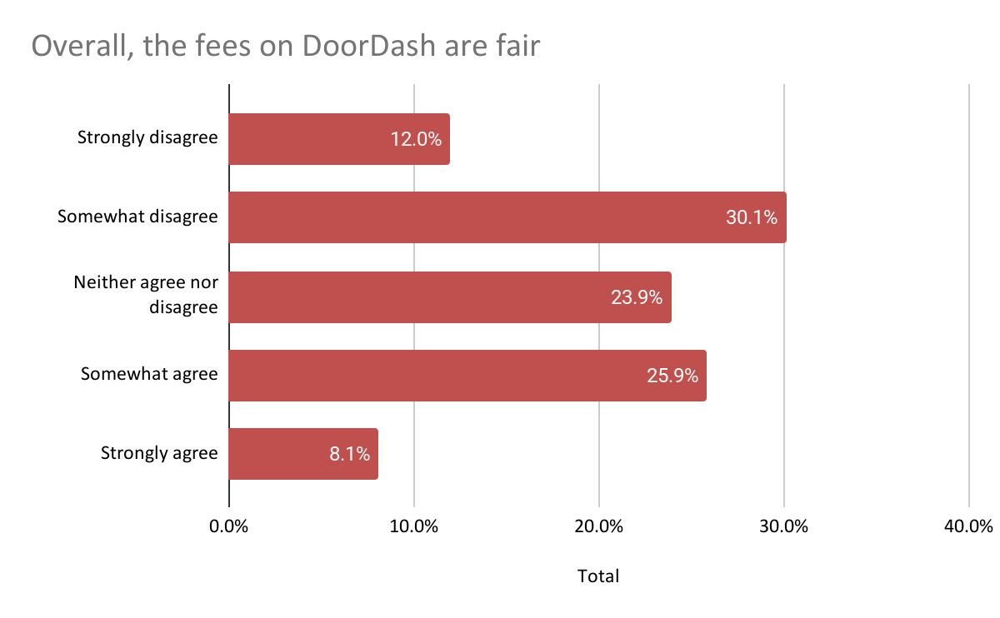 Overall, the fees on DoorDash are fair
Strongly disagree
12.0%
Somewhat disagree
30.1%
Neither agree nor
disagree
23.9%
Somewhat agree
25.9%
Strongly agree
8.1%
0.0%
10.0%
20.0%
30.0%
40.0%
Total